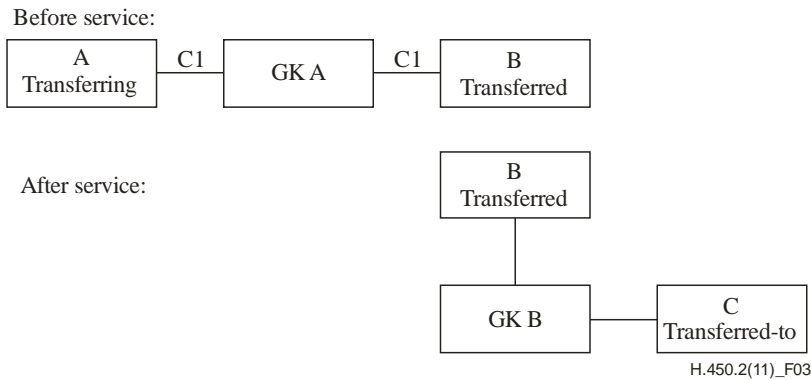 Before service:
A
Transferring
C1
GK A
C1
B
Transferred
After service:
B
Transferred
GK B
C
Transferred-to
H.450.2(11)_F03